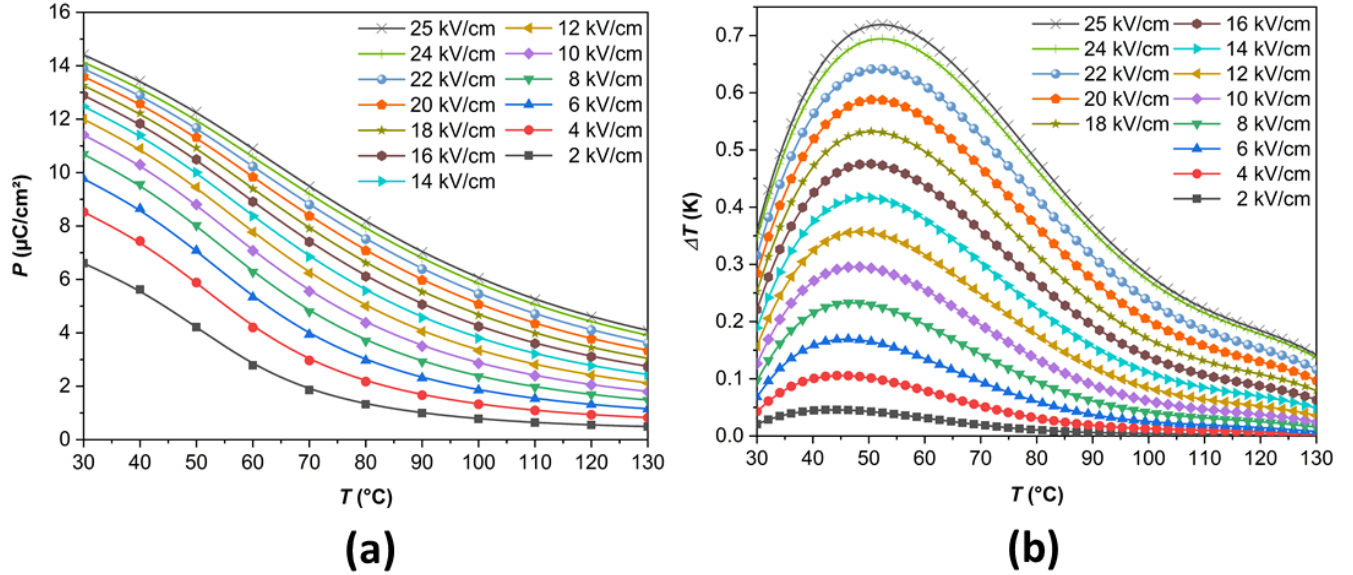 16
14
12
10
8
6
4
2
0
P (µC/cm²)
25 kV/cm
24 kV/cm
22 kV/cm
20 kV/cm
18 kV/cm
16 kV/cm
14 kV/cm
12 kV/cm
10 kV/cm
8 kV/cm
6 kV/cm
4 kV/cm
2 kV/cm
30 40 50 60 70 80 90 100 110 120 130
T (°C)
(a)
0.7
0.6
0.5
0.4
0.3
0.2
0.1
0.0
ΔT (K)
25 kV/cm
24 kV/cm
22 kV/cm
20 kV/cm
18 kV/cm
16 kV/cm
14 kV/cm
12 kV/cm
10 kV/cm
8 kV/cm
6 kV/cm
4 kV/cm
2 kV/cm
30 40 50 60 70 80 90 100 110 120 130
T (°C)
(b)